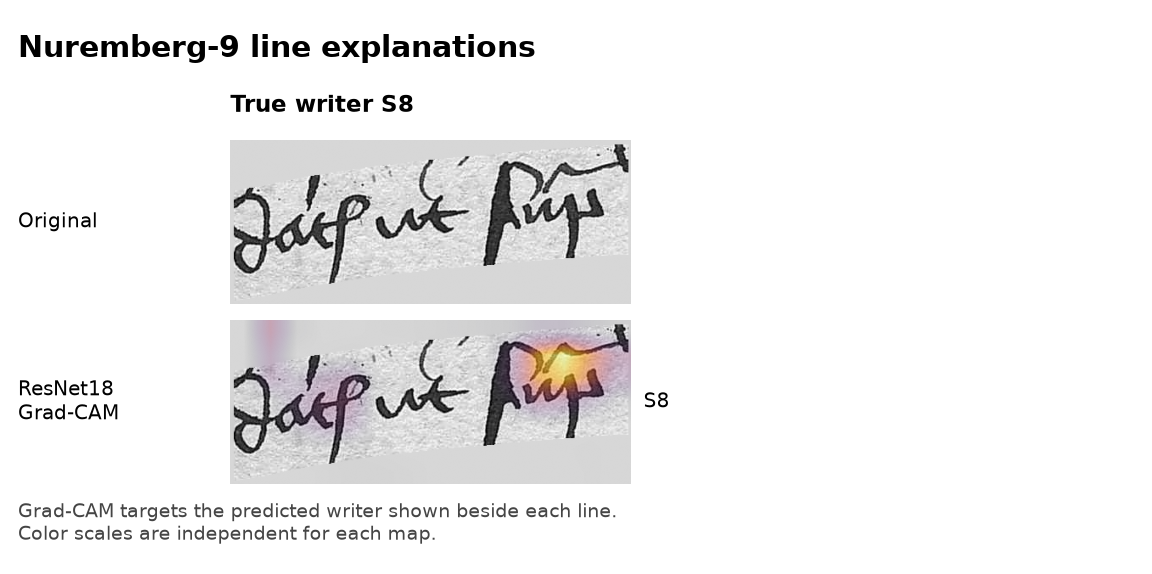 Nuremberg-9 line explanations
True writer S8
Original
ResNet18
Grad-CAM
S8
Grad-CAM targets the predicted writer shown beside each line.
Color scales are independent for each map.